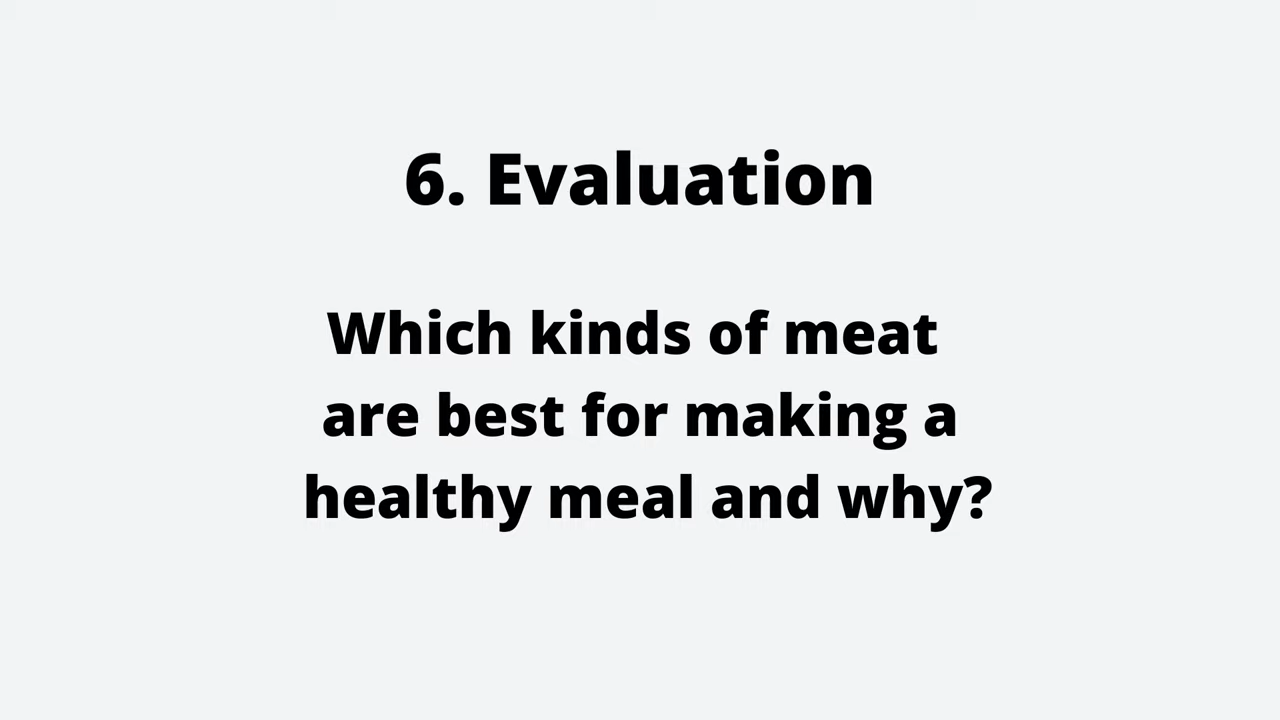 6. Evaluation
Which kinds of meat
are best for making a
healthy meal and why?